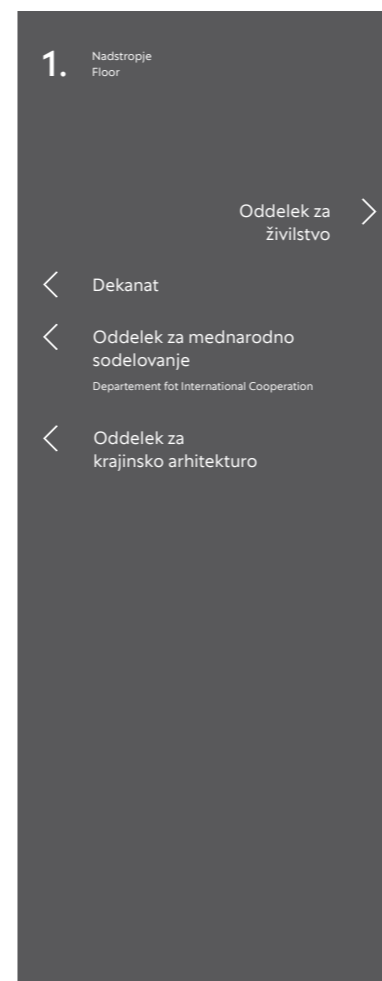 1.
Nadstropje
Floor
Oddelek za
živilstvo
Dekanat
Oddelek za mednarodno
sodelovanje
Departement fot International Cooperation
Oddelek za
krajinsko arhitekturo